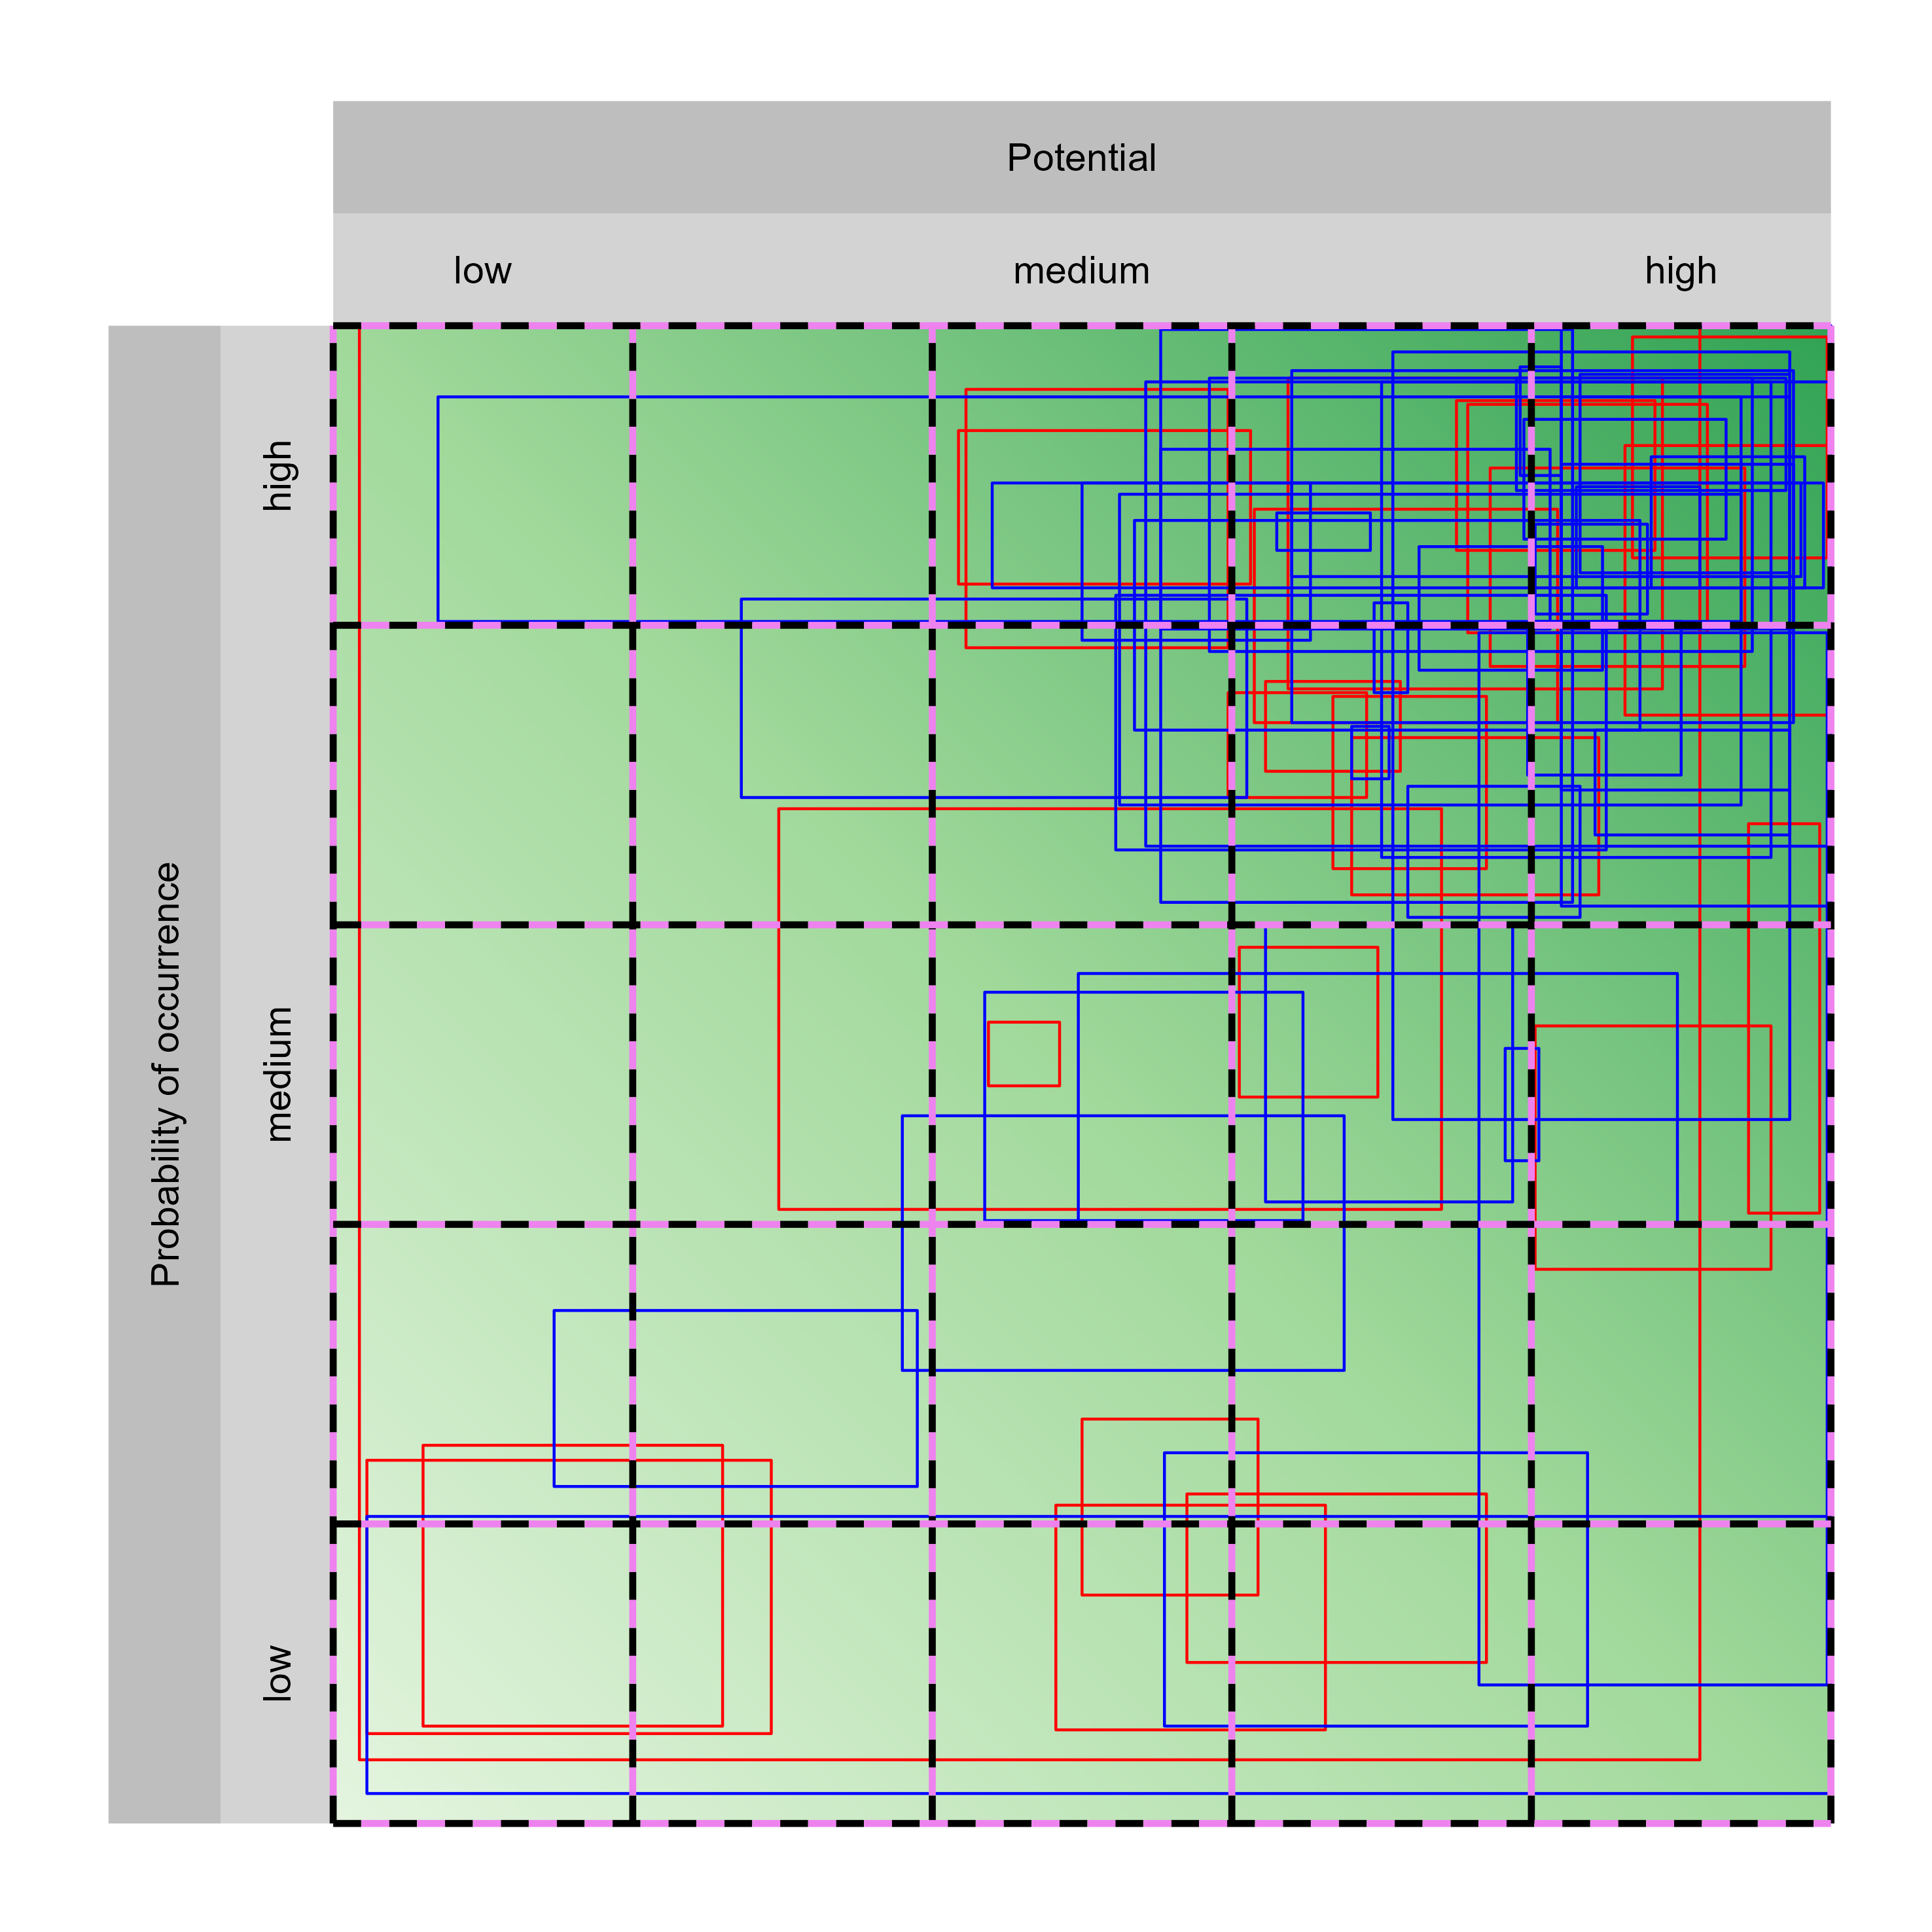 Potential
low medium high
Probability of occurrence
high
medium
low